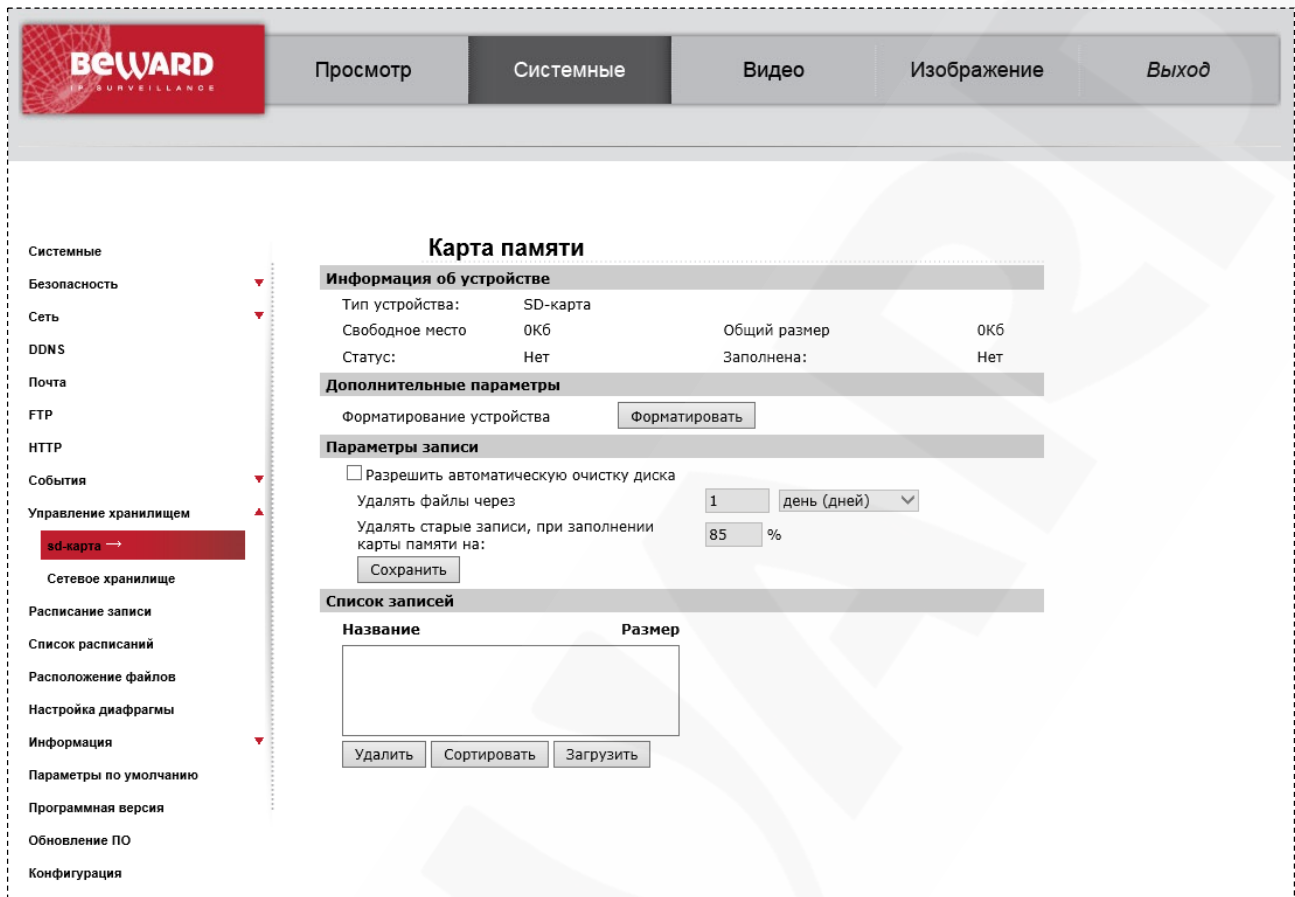 BEWARD
IP SURVEILLANCE
Просмотр
Системные
Видео
Изображение
Выход
Системные
Безопасность
Сеть
DDNS
Почта
FTP
HTTP
События
Управление хранилищем
sd-карта →
Сетевое хранилище
Расписание записи
Список расписаний
Расположение файлов
Настройка диафрагмы
Информация
Параметры по умолчанию
Программная версия
Обновление ПО
Конфигурация
Карта памяти
Информация об устройстве
Тип устройства: SD-карта
Свободное место 0Кб Общий размер 0Кб
Статус: Нет Заполнена: Нет
Дополнительные параметры
Форматирование устройства Форматировать
Параметры записи
Разрешить автоматическую очистку диска
Удалять файлы через 1 день (дней)
Удалять старые записи, при заполнении
карты памяти на: 85 %
Сохранить
Список записей
Название Размер
Удалить Сортировать Загрузить